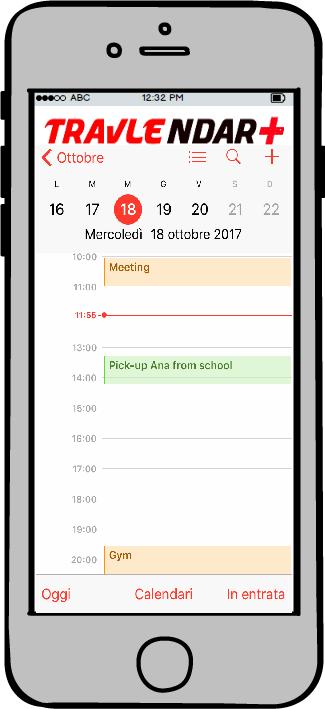 ABC 12:32 PM
TRAVLENDAR+
Ottobre
L M M G V S D
16 17 18 19 20 21 22
Mercoledì 18 ottobre 2017
10:00
Meeting
11:00
11:55
13:00
Pick-up Ana from school
14:00
15:00
16:00
17:00
18:00
19:00
Gym
20:00
Oggi Calendari In entrata